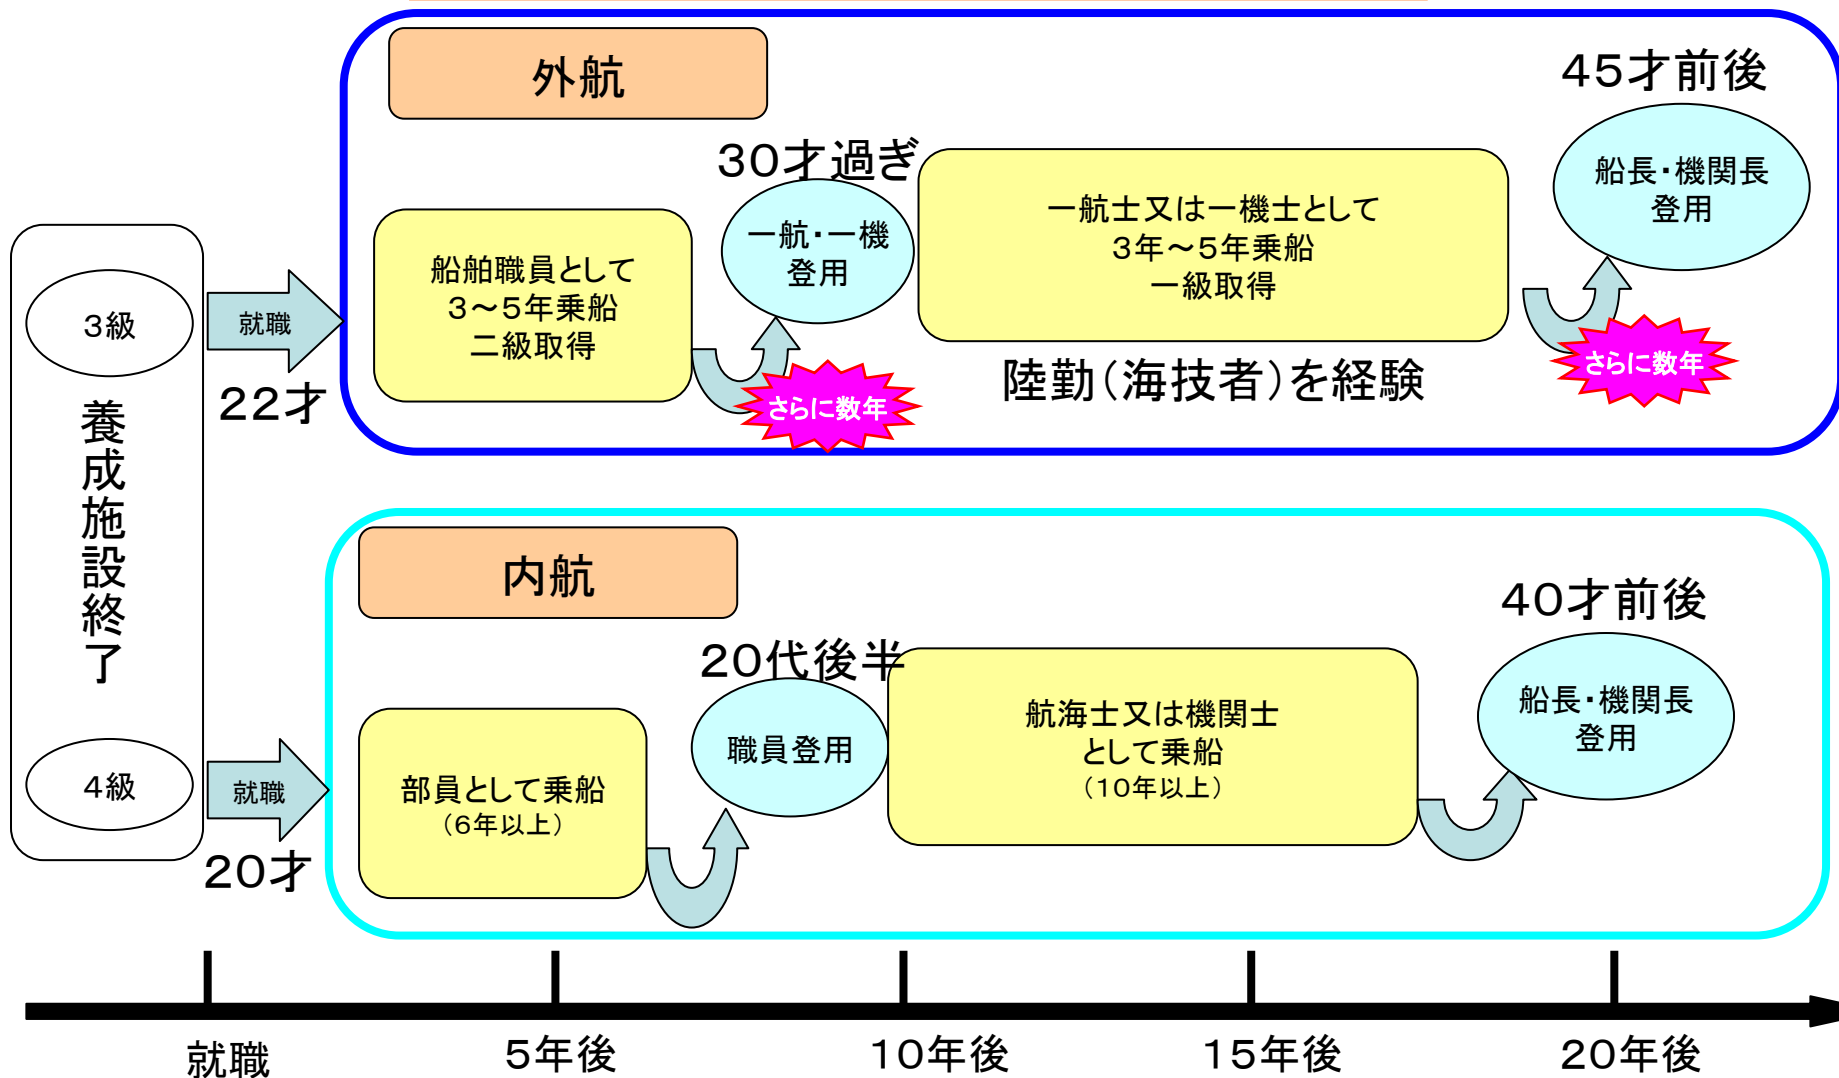 外航
45才前後
船長・機関長
登用
30才過ぎ
一航・一機
登用
一航士又は一機士として
3年～5年乗船
一級取得
船舶職員として
3～5年乗船
二級取得
さらに数年
さらに数年
陸勤（海技者）を経験
3級
就職
22才
養成施設終了
4級
就職
20才
内航
40才前後
船長・機関長
登用
20代後半
職員登用
航海士又は機関士
として乗船
（10年以上）
部員として乗船
（6年以上）
就職
5年後
10年後
15年後
20年後